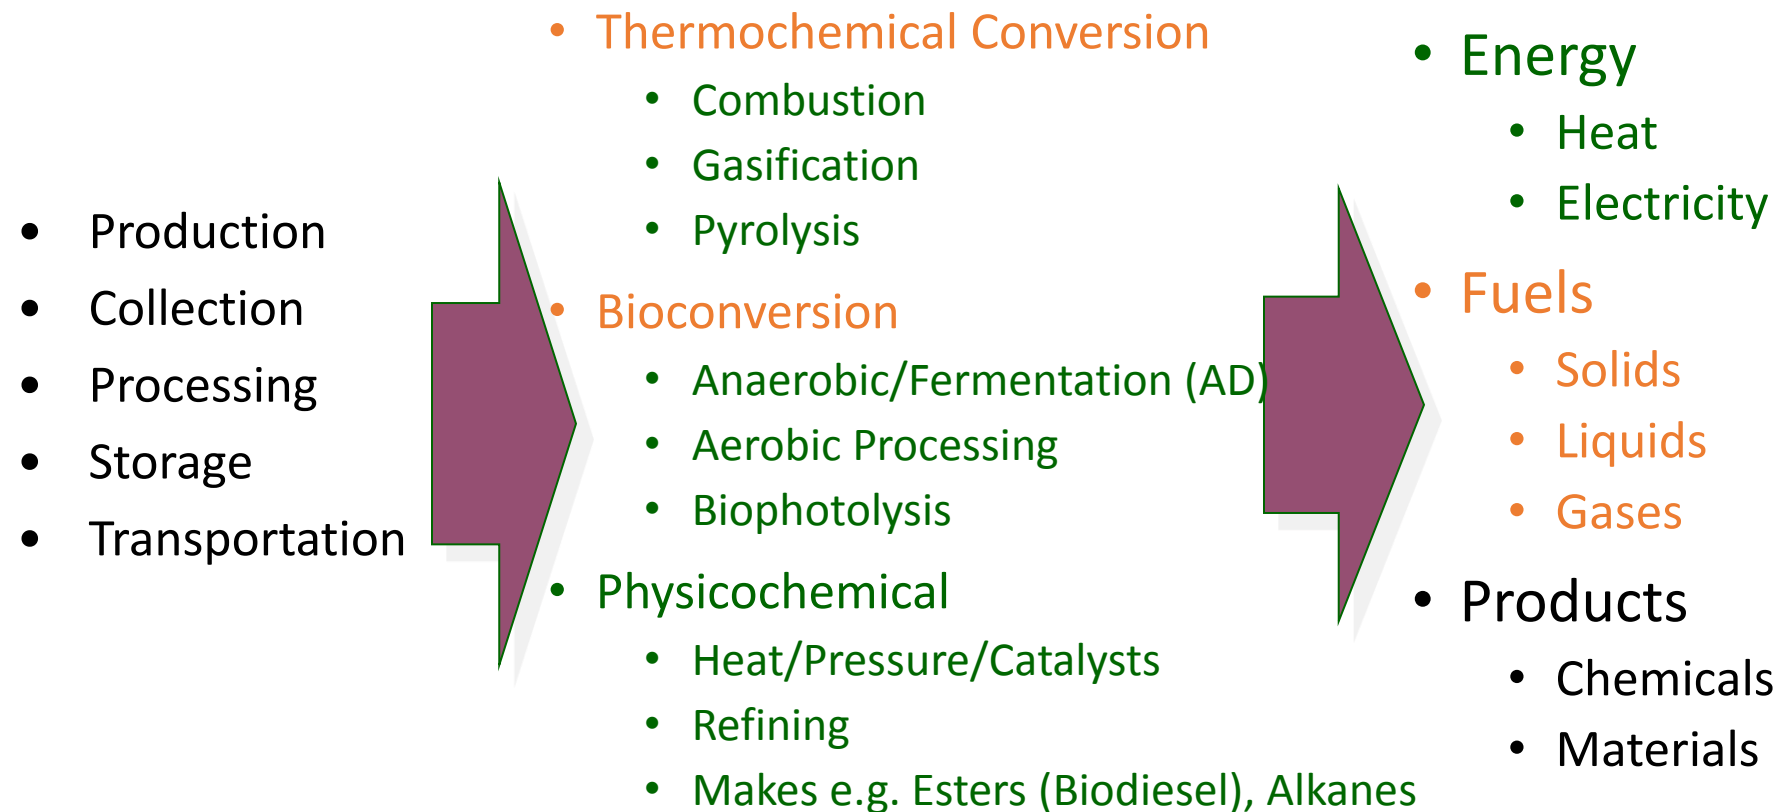 • Production
• Collection
• Processing
• Storage
• Transportation
• Thermochemical Conversion
• Combustion
• Gasification
• Pyrolysis
• Bioconversion
• Anaerobic/Fermentation (AD)
• Aerobic Processing
• Biophotolysis
• Physicochemical
• Heat/Pressure/Catalysts
• Refining
• Makes e.g. Esters (Biodiesel), Alkanes
• Energy
• Heat
• Electricity
• Fuels
• Solids
• Liquids
• Gases
• Products
• Chemicals
• Materials